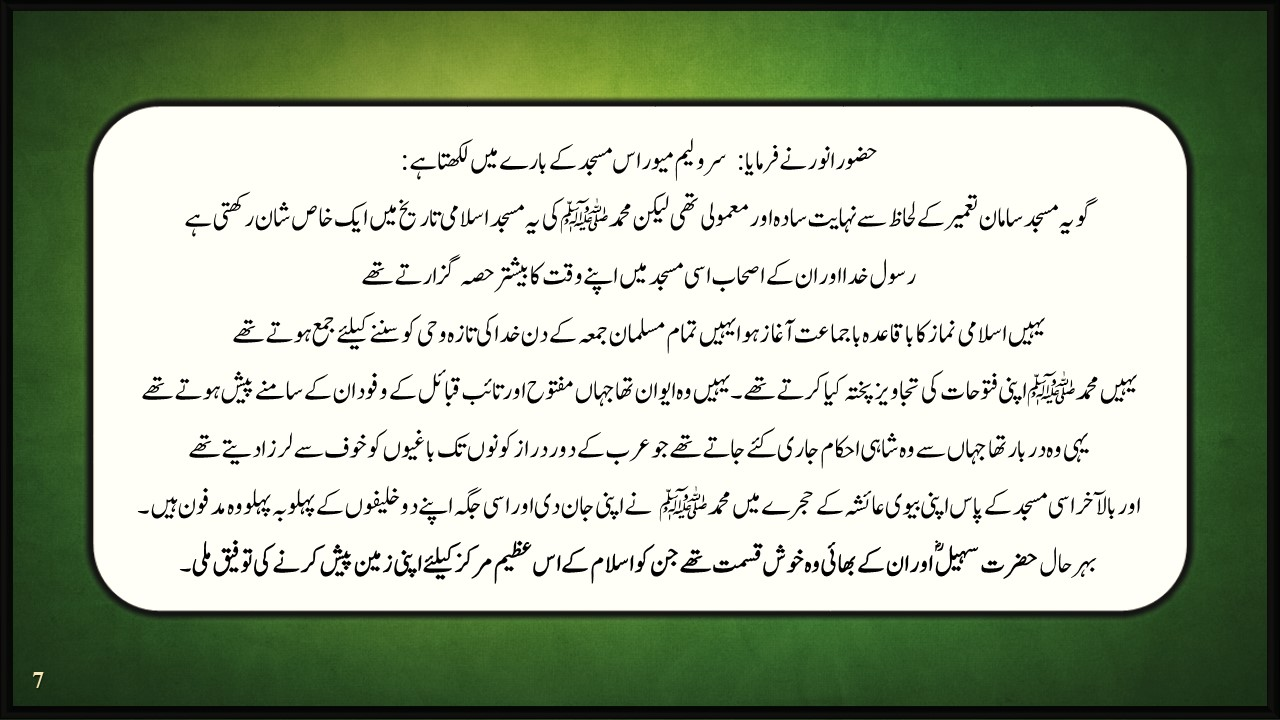 حضور انور نے فرمایا: سر ولیم میور اس مسجد کے بارے میں لکھتا ہے :
گو یہ مسجد سامان تعمیر کے لحاظ سے نہایت سادہ اور معمولی تھی لیکن محمد ﷺ کی یہ مسجد اسلامی تاریخ میں ایک خاص شان رکھتی ہے
رسول خدا اور ان کے اصحاب اسی مسجد میں اپنے وقت کا بیشتر حصہ گزارتے تھے
یہیں اسلامی نماز کا باقاعدہ باجماعت آغاز ہوا یہیں تمام مسلمان جمعہ کے دن خدا کی تازہ وحی کو سننے کیلئے جمع ہوتے تھے
یہیں محمد ﷺ اپنی فتوحات کی تجاویز پختہ کیا کرتے تھے۔ یہیں وہ ایوان تھا جہاں مفتوح اور تائب قبائل کے وفود ان کے سامنے پیش ہوتے تھے
یہی وہ دربار تھا جہاں سے وہ شاہی احکام جاری کئے جاتے تھے جو عرب کے دور دراز کونوں تک باغیوں کو خوف سے لرزا دیتے تھے
اور بالآخر اسی مسجد کے پاس اپنی بیوی عائشہ کے حجرے میں محمد ﷺ نے اپنی جان دی اور اسی جگہ اپنے دو خلیفوں کے پہلو بہ پہلو وہ مدفون ہیں۔
بہر حال حضرت سہیلؓ اور ان کے بھائی وہ خوش قسمت تھے جن کو اسلام کے اس عظیم مرکز کیلئے اپنی زمین پیش کرنے کی توفیق ملی۔
7